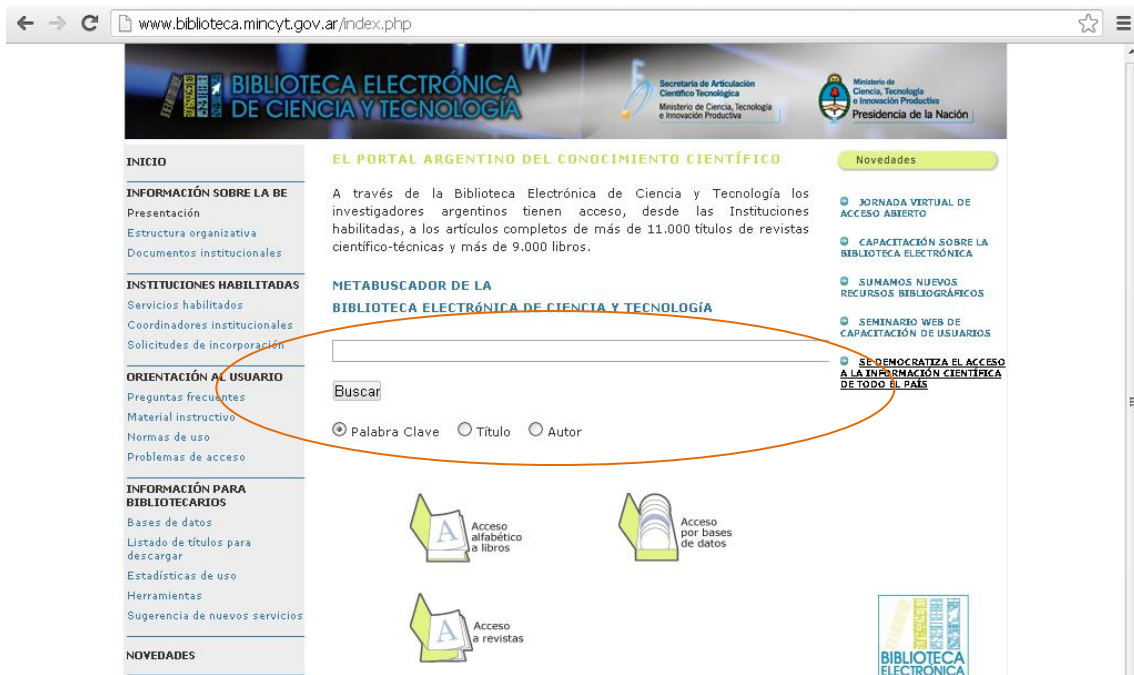 www.biblioteca.mincyt.gov.ar/index.php
W
BIBLIOTECA ELECTRÓNICA
DE CIENCIA Y TECNOLOGÍA
Secretaría de Articulación
Científico Tecnológica
Ministerio de Ciencia, Tecnología
e Innovación Productiva
Ministerio de
Ciencia, Tecnología
e Innovación Productiva
Presidencia de la Nación
INICIO
INFORMACIÓN SOBRE LA BE
Presentación
Estructura organizativa
Documentos institucionales
INSTITUCIONES HABILITADAS
Servicios habilitados
Coordinadores institucionales
Solicitudes de incorporación
ORIENTACIÓN AL USUARIO
Preguntas frecuentes
Material instructivo
Normas de uso
Problemas de acceso
INFORMACIÓN PARA
BIBLIOTECARIOS
Bases de datos
Listado de títulos para
descargar
Estadísticas de uso
Herramientas
Sugerencia de nuevos servicios
NOVEDADES
EL PORTAL ARGENTINO DEL CONOCIMIENTO CIENTÍFICO
A través de la Biblioteca Electrónica de Ciencia y Tecnología los
investigadores argentinos tienen acceso, desde las Instituciones
habilitadas, a los artículos completos de más de 11.000 títulos de revistas
científico-técnicas y más de 9.000 libros.
METABUSCADOR DE LA
BIBLIOTECA ELECTRóNICA DE CIENCIA Y TECNOLOGíA
Buscar
Palabra Clave Título Autor
A
Acceso
alfabético
a libros
Acceso
por bases
de datos
A
Acceso
a revistas
Novedades
JORNADA VIRTUAL DE
ACCESO ABIERTO
CAPACITACIÓN SOBRE LA
BIBLIOTECA ELECTRÓNICA
SUMAMOS NUEVOS
RECURSOS BIBLIOGRÁFICOS
SEMINARIO WEB DE
CAPACITACIÓN DE USUARIOS
SE DEMOCRATIZA EL ACCESO
A LA INFORMACIÓN CIENTÍFICA
DE TODO EL PAÍS
BIBLIOTECA
ELECTRÓNICA